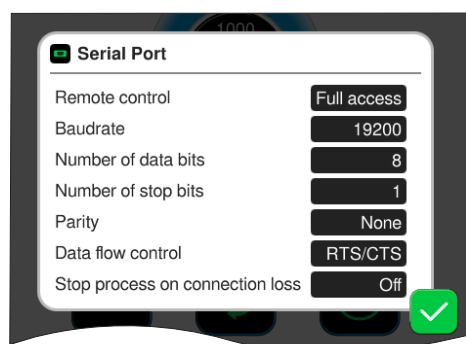 1000
Serial Port
Remote control Full access
Baudrate 19200
Number of data bits 8
Number of stop bits 1
Parity None
Data flow control RTS/CTS
Stop process on connection loss Off